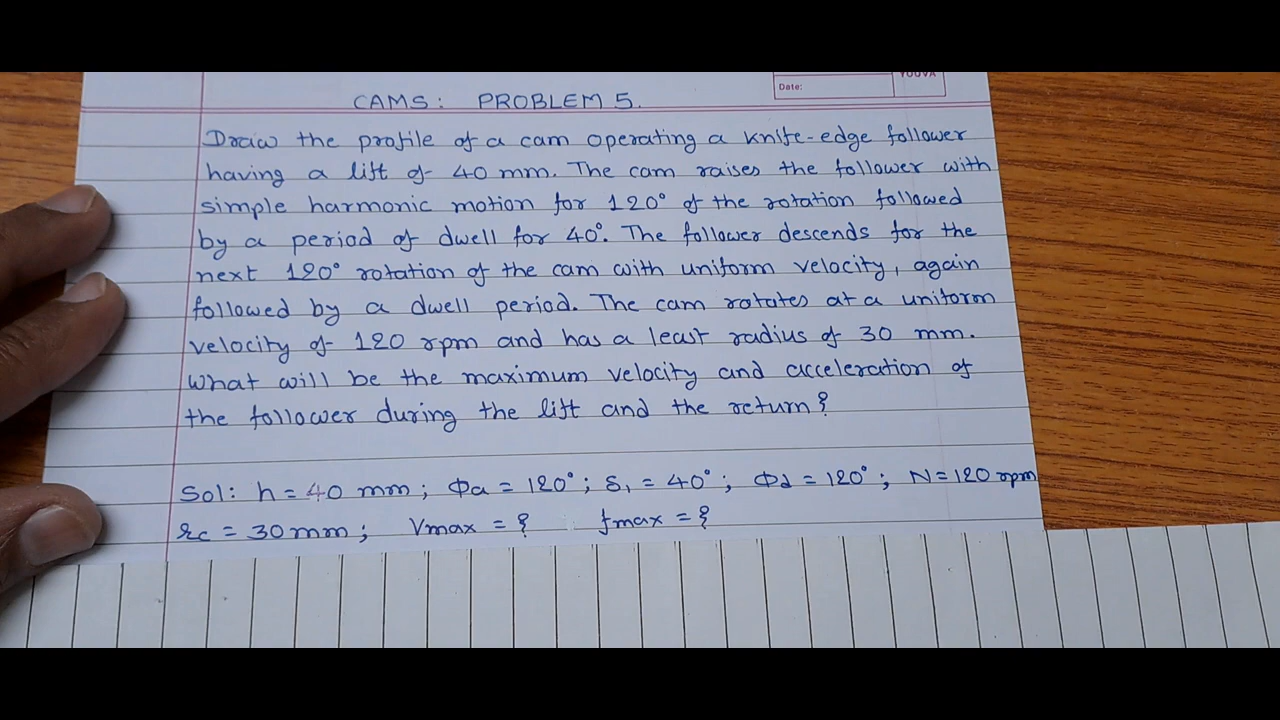 YOUVA
Date:
CAMS: PROBLEM 5.
Draw the profile of a cam operating a knife-edge follower
having a lift of 40 mm. The cam raises the follower with
simple harmonic motion for 120° of the rotation followed
by a period of dwell for 40°. The follower descends for the
next 120° rotation of the cam with uniform velocity, again
followed by a dwell period. The cam rotates at a uniform
velocity of 120 rpm and has a least radius of 30 mm.
What will be the maximum velocity and acceleration of
the follower during the lift and the return?
Sol: h = 40 mm; Φa = 120°; δ₁ = 40°; Φd = 120°; N = 120 rpm
rc = 30 mm; Vmax = ? fmax = ?